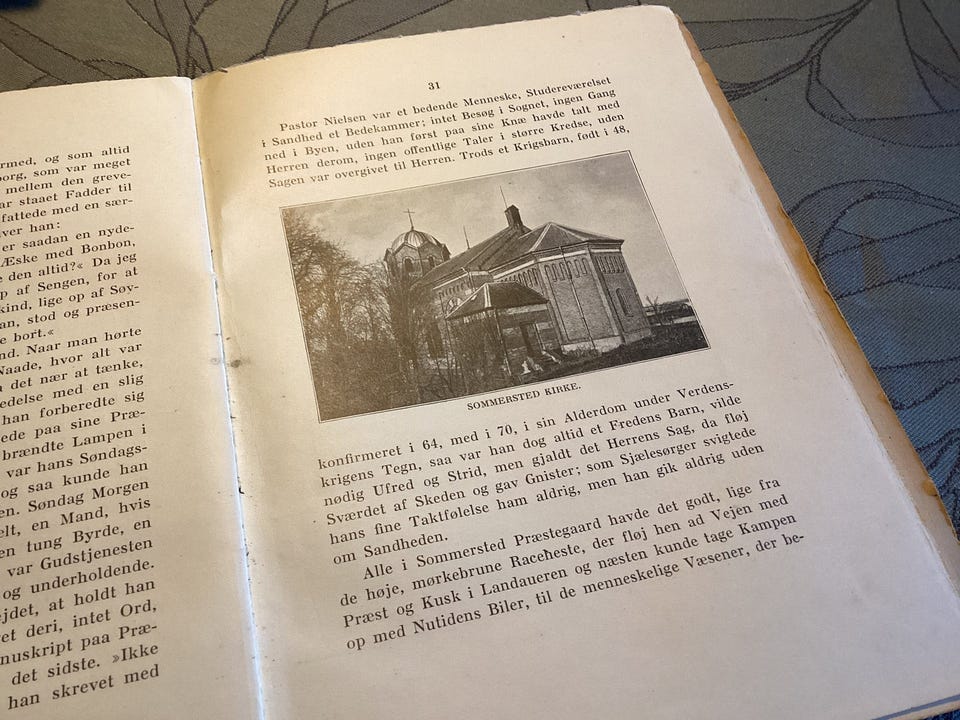 ormed, og som altid
borg, som var meget
mellem den greve-
ar staaet Fadder til
fattede med en sær-
iver han:
er saadan en nyde-
Æske med Bonbon,
e den altid?« Da jeg
p af Sengen, for at
kind, lige op af Søy-
an, stod og præsen-
e bort.«
nd. Naar man hørte
Naade, hvor alt var
det nær at tænke,
edelse med en slig
han forberedte sig
ede paa sine Præ-
brændte Lampen i
var hans Søndags-
og saa kunde han
en. Søndag Morgen
elt, en Mand, hvis
en tung Byrde, en
var Gudstjenesten
og underholdende.
ejdet, at holdt han
et deri, intet Ord,
nuskript paa Præ-
det sidste. »Ikke
han skrevet med
31
Pastor Nielsen var et bedende Menneske, Studereværelset
i Sandhed et Bedekammer; intet Besøg i Sognet, ingen Gang
ned i Byen, uden han først paa sine Knæ havde talt med
Herren derom, ingen offentlige Taler i større Kredse, uden
Sagen var overgivet til Herren. Trods et Krigsbarn, født i 48,
SOMMERSTED KIRKE.
konfirmeret i 64, med i 70, i sin Alderdom under Verdens-
krigens Tegn, saa var han dog altid et Fredens Barn, vilde
nødig Ufred og Strid, men gjaldt det Herrens Sag, da fløj
Sværdet af Skeden og gav Gnister; som Sjælesørger svigtede
hans fine Taktfølelse ham aldrig, men han gik aldrig uden
om Sandheden.
Alle i Sommersted Præstegaard havde det godt, lige fra
de høje, mørkebrune Raceheste, der fløj hen ad Vejen med
Præst og Kusk i Landaueren og næsten kunde tage Kampen
op med Nutidens Biler, til de menneskelige Væsener, der be-